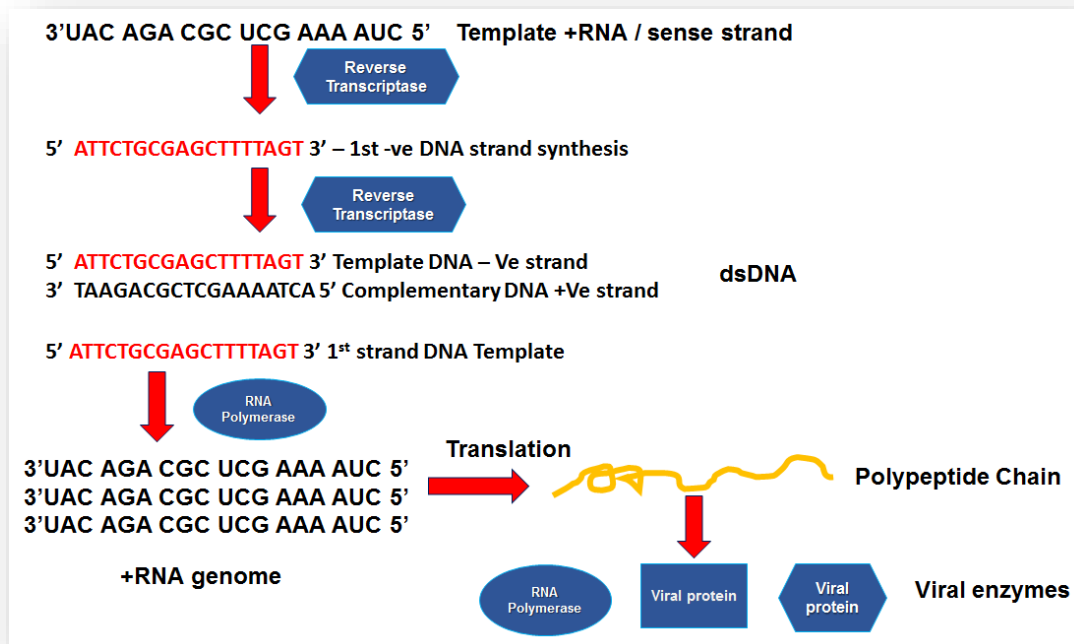 3'UAC AGA CGC UCG AAA AUC 5' Template +RNA / sense strand
Reverse
Transcriptase
5' ATTCTGCGAGCTTTTAGT 3' – 1st -ve DNA strand synthesis
Reverse
Transcriptase
5' ATTCTGCGAGCTTTTAGT 3' Template DNA – Ve strand
dsDNA
3' TAAGACGCTCGAAAATCA 5' Complementary DNA +Ve strand
5' ATTCTGCGAGCTTTTAGT 3' 1st strand DNA Template
RNA
Polymerase
3'UAC AGA CGC UCG AAA AUC 5'
3'UAC AGA CGC UCG AAA AUC 5'
3'UAC AGA CGC UCG AAA AUC 5'
+RNA genome
Translation
Polypeptide Chain
RNA
Polymerase
Viral protein
Viral
protein
Viral enzymes